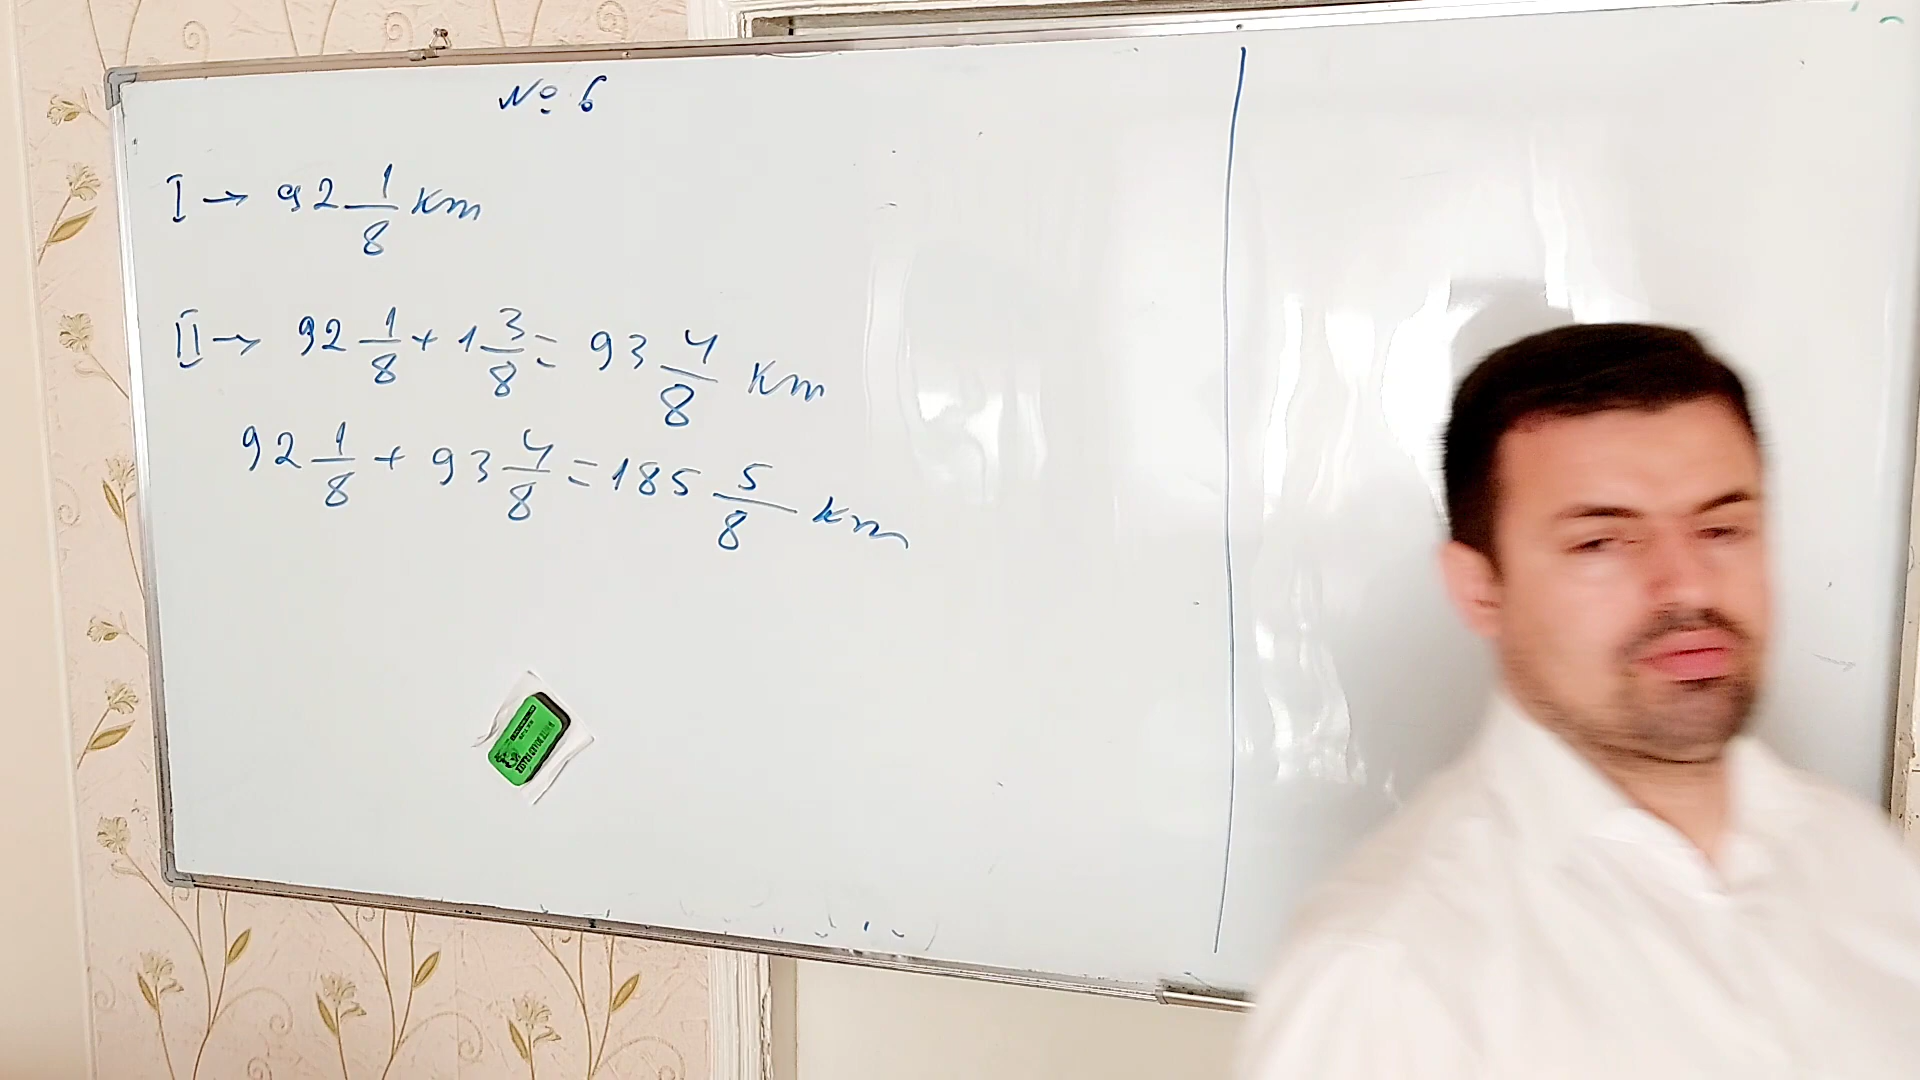 № 6
I → 92 1/8 km
II → 92 1/8 + 1 3/8 = 93 4/8 km
92 1/8 + 93 4/8 = 185 5/8 km